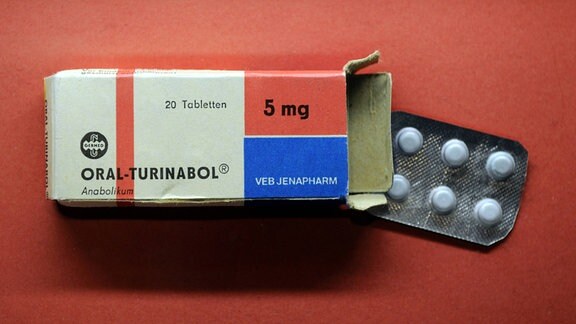 20 Tabletten
5 mg
ORAL-TURINABOL®
Anabolikum
VEB JENAPHARM